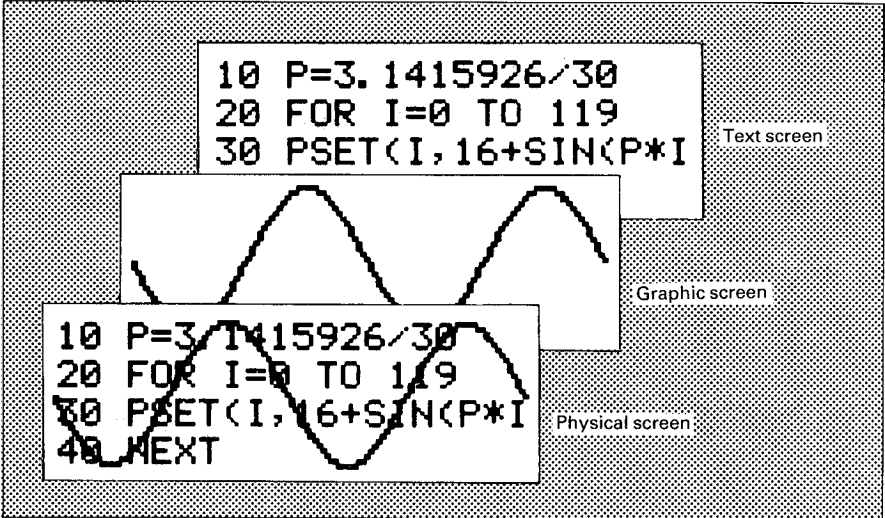 10 P=3.1415926/30
20 FOR I=0 TO 119
30 PSET(I,16+SIN(P*I
Text screen
Graphic screen
10 P=3.1415926/30
20 FOR I=0 TO 119
30 PSET(I,16+SIN(P*I
40 NEXT
Physical screen